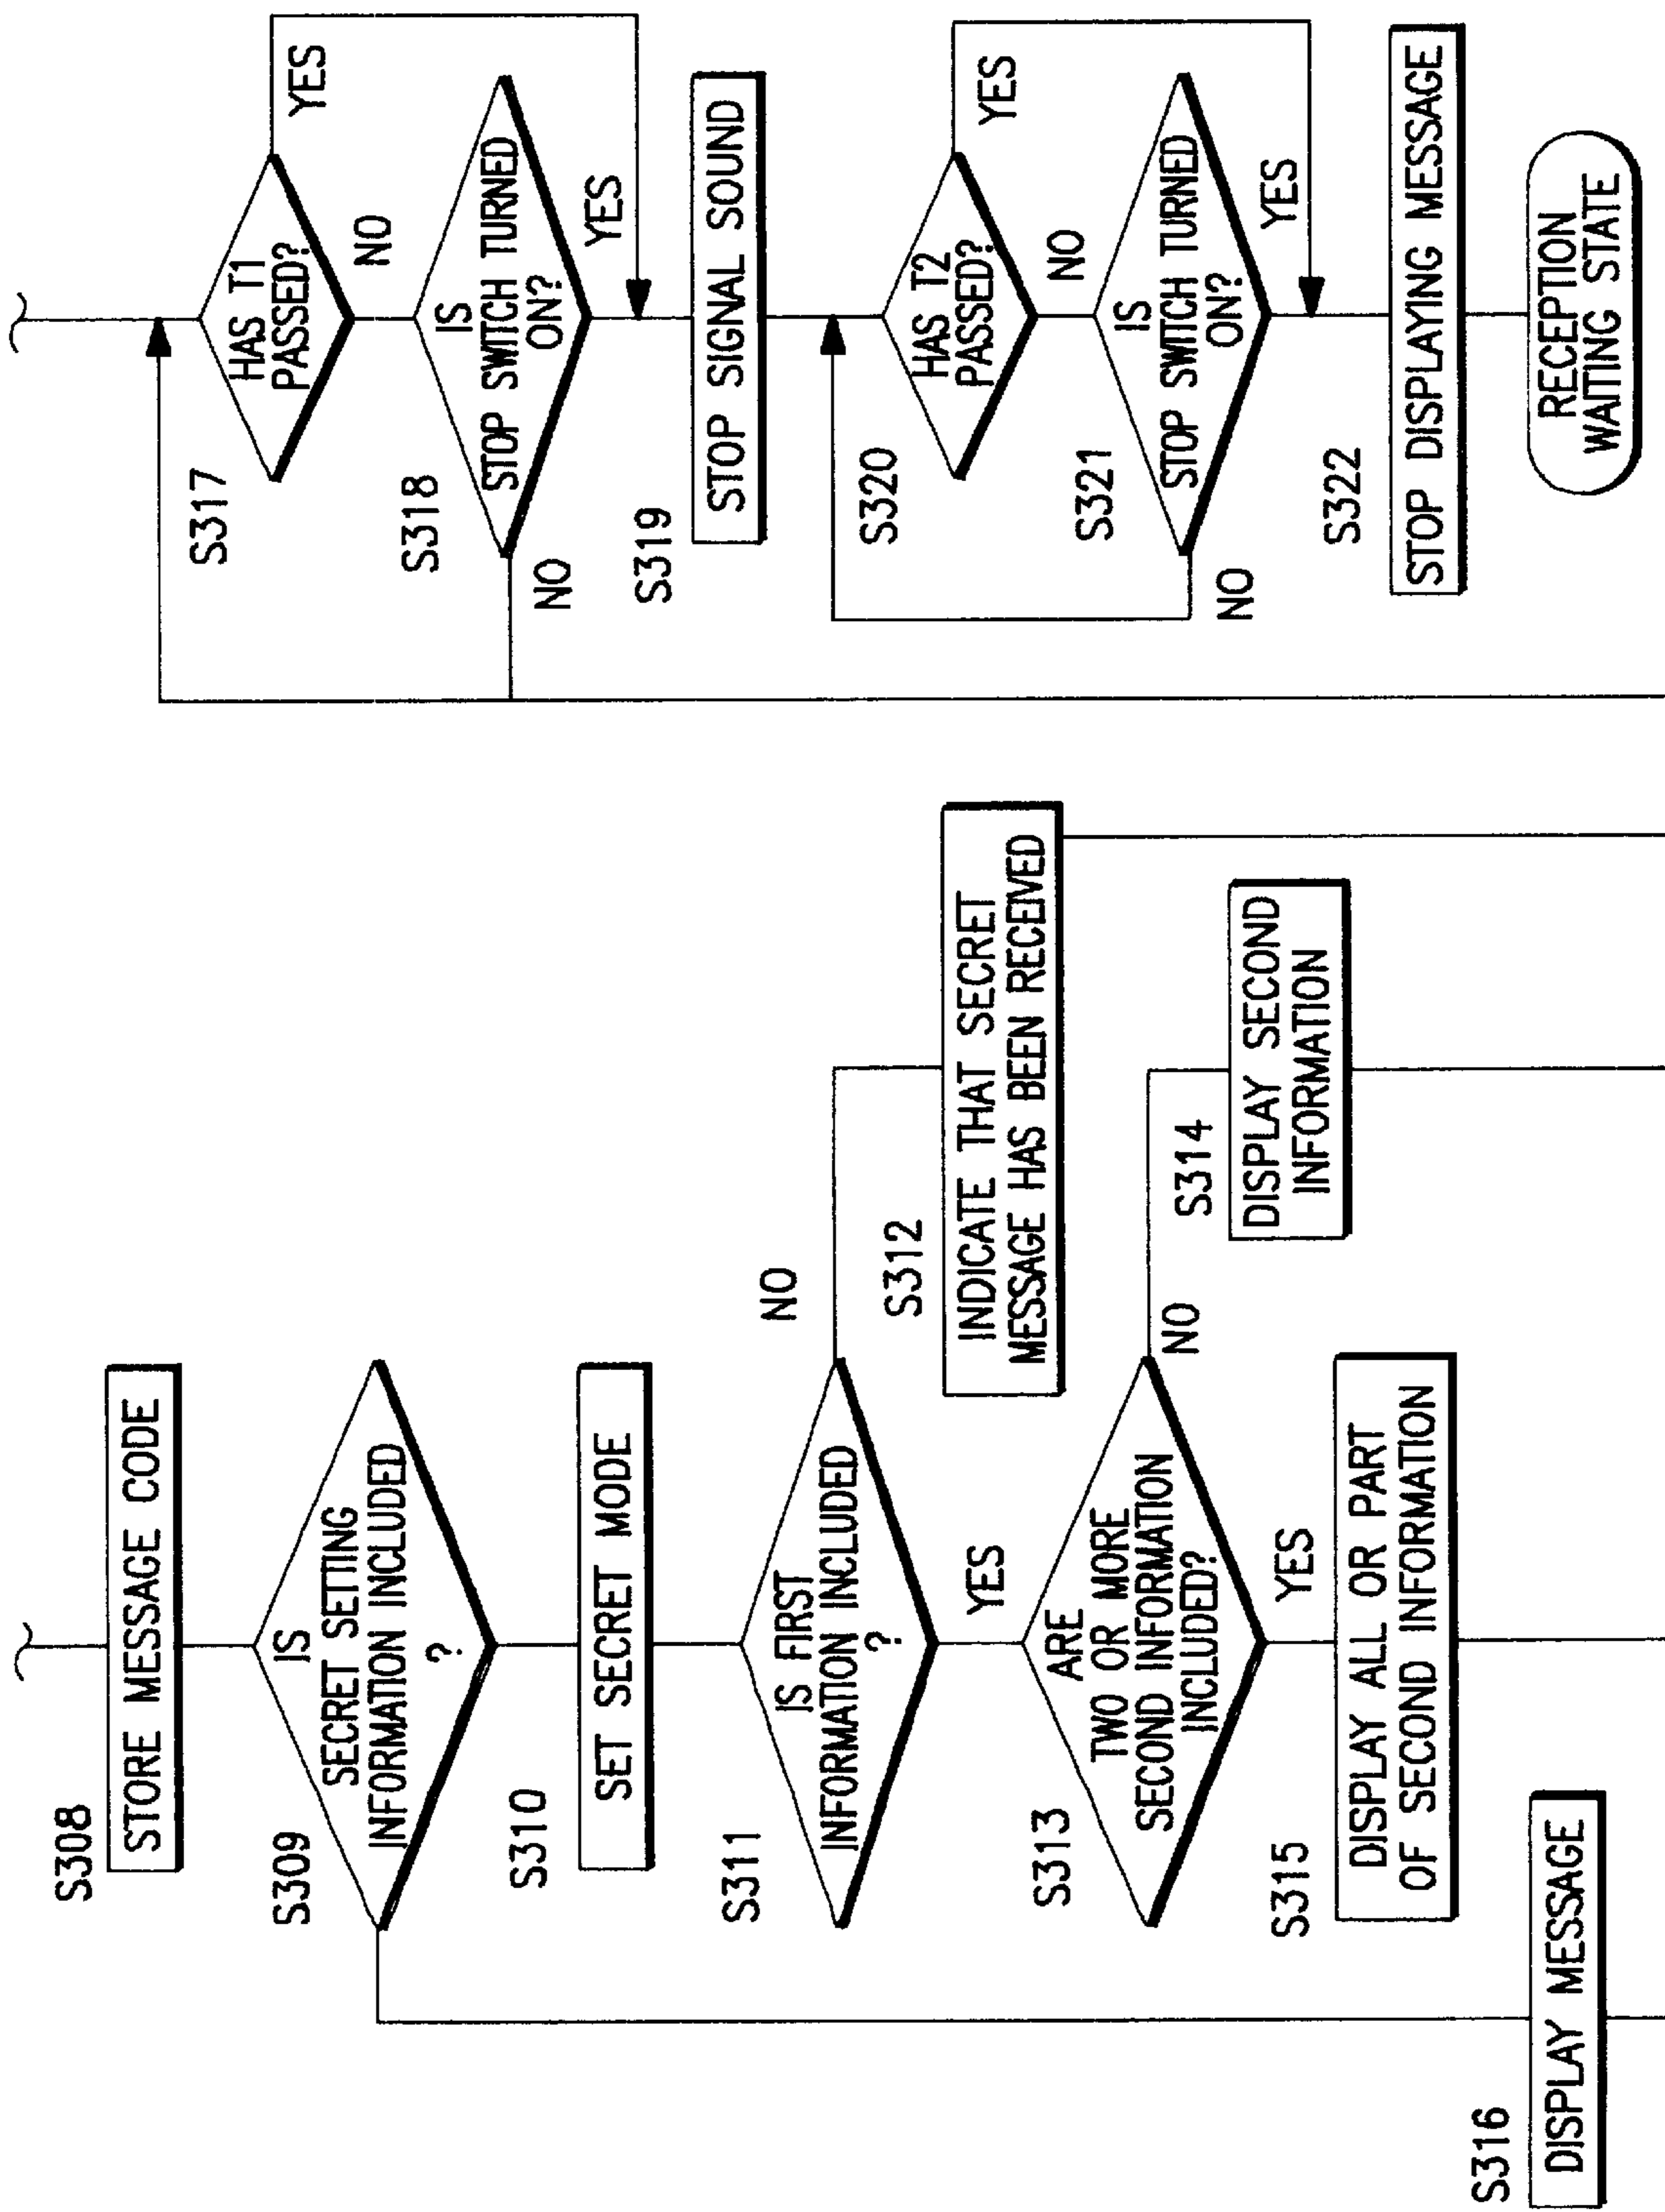 S308
STORE MESSAGE CODE
S309
IS
SECRET SETTING
INFORMATION INCLUDED
?
S310
SET SECRET MODE
S311
IS FIRST
INFORMATION INCLUDED
?
NO
YES
S312
INDICATE THAT SECRET
MESSAGE HAS BEEN RECEIVED
S313
ARE
TWO OR MORE
SECOND INFORMATION
INCLUDED?
NO
YES
S314
DISPLAY SECOND
INFORMATION
S315
DISPLAY ALL OR PART
OF SECOND INFORMATION
S316
DISPLAY MESSAGE
S317
HAS T1
PASSED?
YES
NO
S318
IS
STOP SWITCH TURNED
ON?
NO
YES
S319
STOP SIGNAL SOUND
S320
HAS T2
PASSED?
YES
NO
S321
IS
STOP SWITCH TURNED
ON?
NO
YES
S322
STOP DISPLAYING MESSAGE
RECEPTION
WAITING STATE